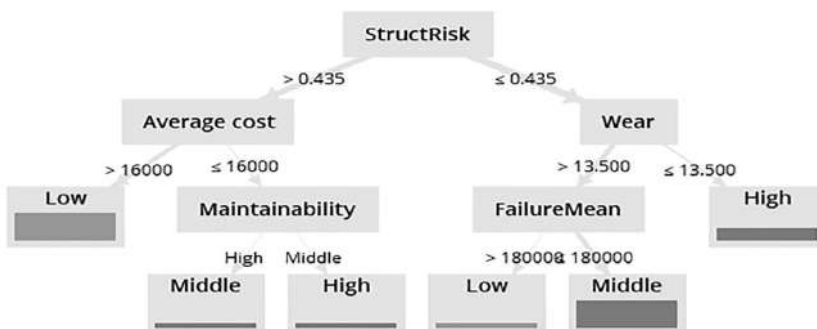 StructRisk
> 0.435 ≤ 0.435
Average cost Wear
> 16000 ≤ 16000 > 13.500 ≤ 13.500
Low Maintainability FailureMean High
High Middle > 180000 ≤ 180000
Middle High Low Middle